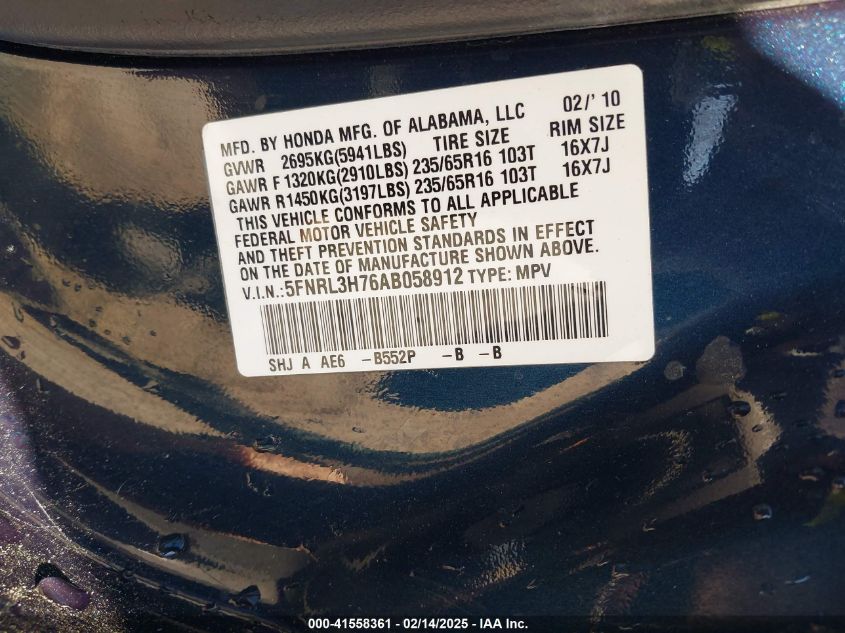 MFD. BY HONDA MFG. OF ALABAMA, LLC 02/' 10
GVWR 2695KG(5941LBS) TIRE SIZE RIM SIZE
GAWR F 1320KG(2910LBS) 235/65R16 103T 16X7J
GAWR R1450KG(3197LBS) 235/65R16 103T 16X7J
THIS VEHICLE CONFORMS TO ALL APPLICABLE
FEDERAL MOTOR VEHICLE SAFETY
AND THEFT PREVENTION STANDARDS IN EFFECT
ON THE DATE OF MANUFACTURE SHOWN ABOVE.
V.I.N.:5FNRL3H76AB058912 TYPE: MPV
SHJ A AE6 -B552P -B -B
000-41558361 - 02/14/2025 - IAA Inc.